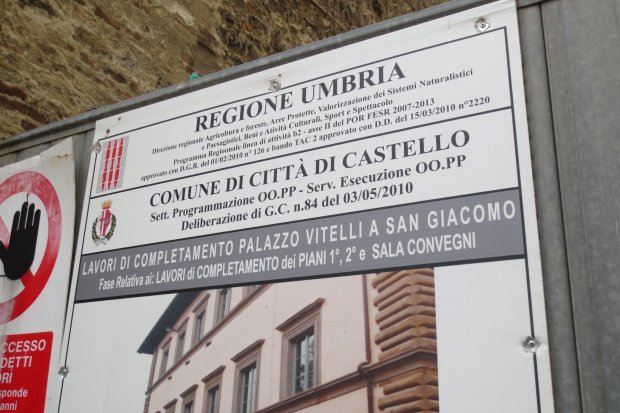 REGIONE UMBRIA
Direzione regionale Agricoltura e foreste, Aree Protette, Valorizzazione dei Sistemi Naturalistici
e Paesaggistici, Beni e Attività Culturali, Sport e Spettacolo
Programma Regionale linea di attività b2 - asse II del POR FESR 2007-2013
approvato con D.G.R. del 01/02/2010 n° 126 e bando TAC 2 approvato con D.D. del 15/03/2010 n°2220
COMUNE DI CITTÀ DI CASTELLO
Sett. Programmazione OO.PP - Serv. Esecuzione OO.PP
Deliberazione di G.C. n.84 del 03/05/2010
LAVORI DI COMPLETAMENTO PALAZZO VITELLI A SAN GIACOMO
Fase Relativa ai: LAVORI di COMPLETAMENTO dei PIANI 1°, 2° e SALA CONVEGNI
CCESSO
DETTI
ORI
sponde
anni